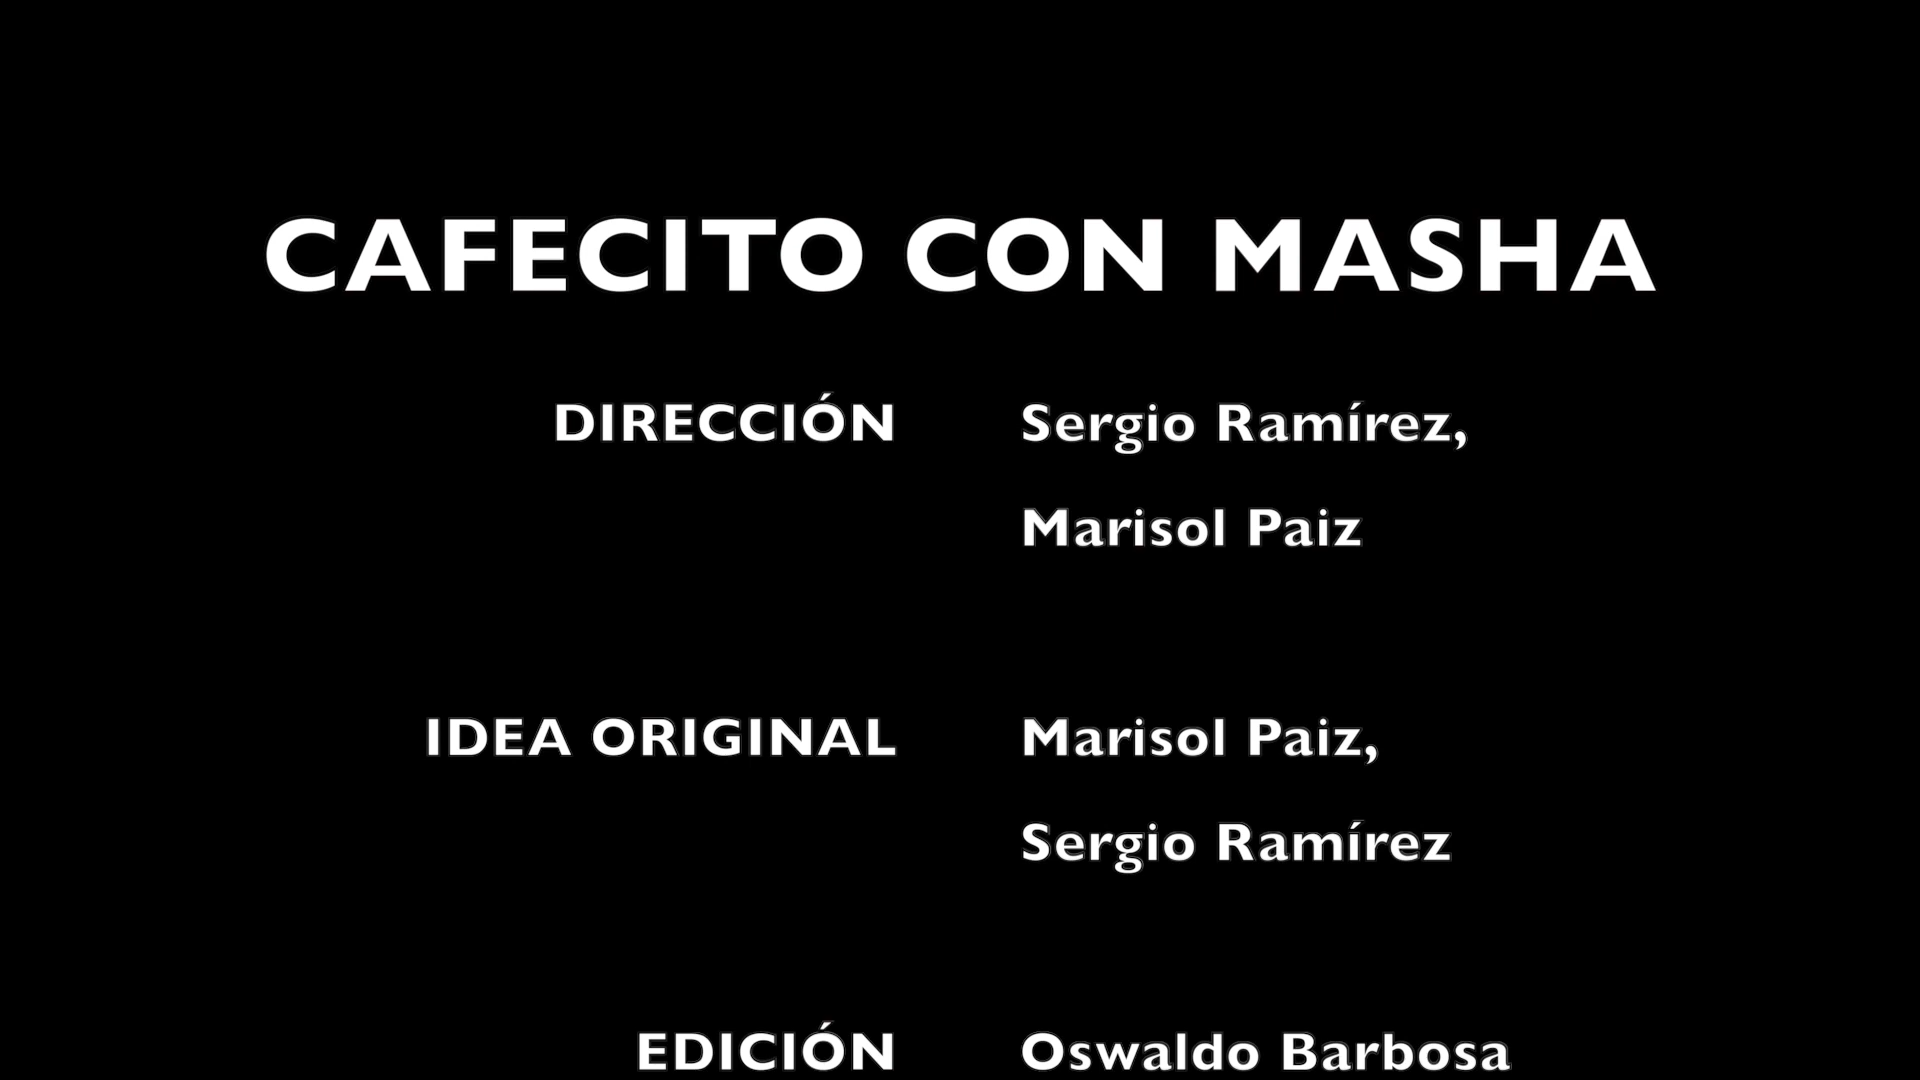 CAFECITO CON MASHA
DIRECCIÓN Sergio Ramírez,
Marisol Paiz
IDEA ORIGINAL Marisol Paiz,
Sergio Ramírez
EDICIÓN Oswaldo Barbosa